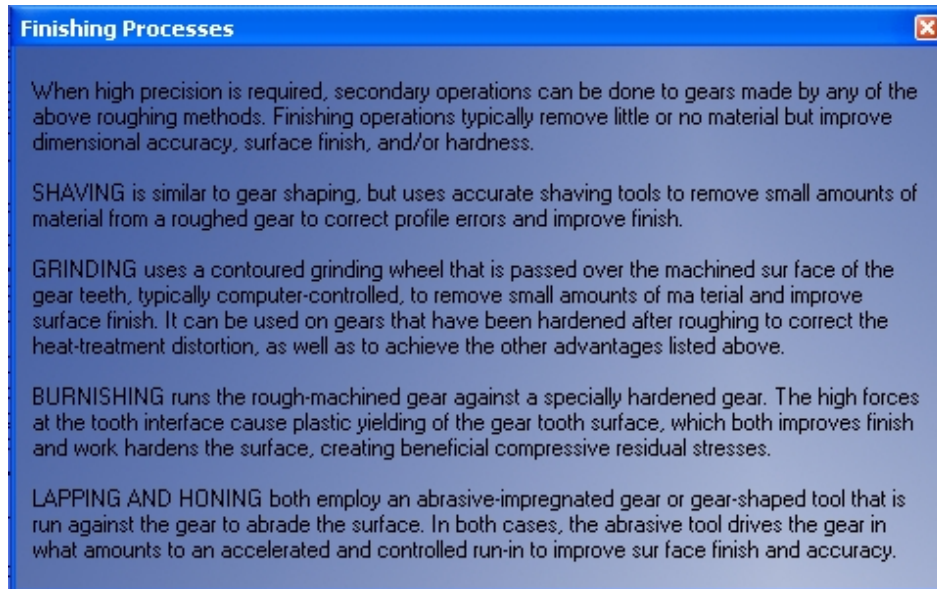 Finishing Processes
When high precision is required, secondary operations can be done to gears made by any of the
above roughing methods. Finishing operations typically remove little or no material but improve
dimensional accuracy, surface finish, and/or hardness.
SHAVING is similar to gear shaping, but uses accurate shaving tools to remove small amounts of
material from a roughed gear to correct profile errors and improve finish.
GRINDING uses a contoured grinding wheel that is passed over the machined sur face of the
gear teeth, typically computer-controlled, to remove small amounts of ma terial and improve
surface finish. It can be used on gears that have been hardened after roughing to correct the
heat-treatment distortion, as well as to achieve the other advantages listed above.
BURNISHING runs the rough-machined gear against a specially hardened gear. The high forces
at the tooth interface cause plastic yielding of the gear tooth surface, which both improves finish
and work hardens the surface, creating beneficial compressive residual stresses.
LAPPING AND HONING both employ an abrasive-impregnated gear or gear-shaped tool that is
run against the gear to abrade the surface. In both cases, the abrasive tool drives the gear in
what amounts to an accelerated and controlled run-in to improve sur face finish and accuracy.